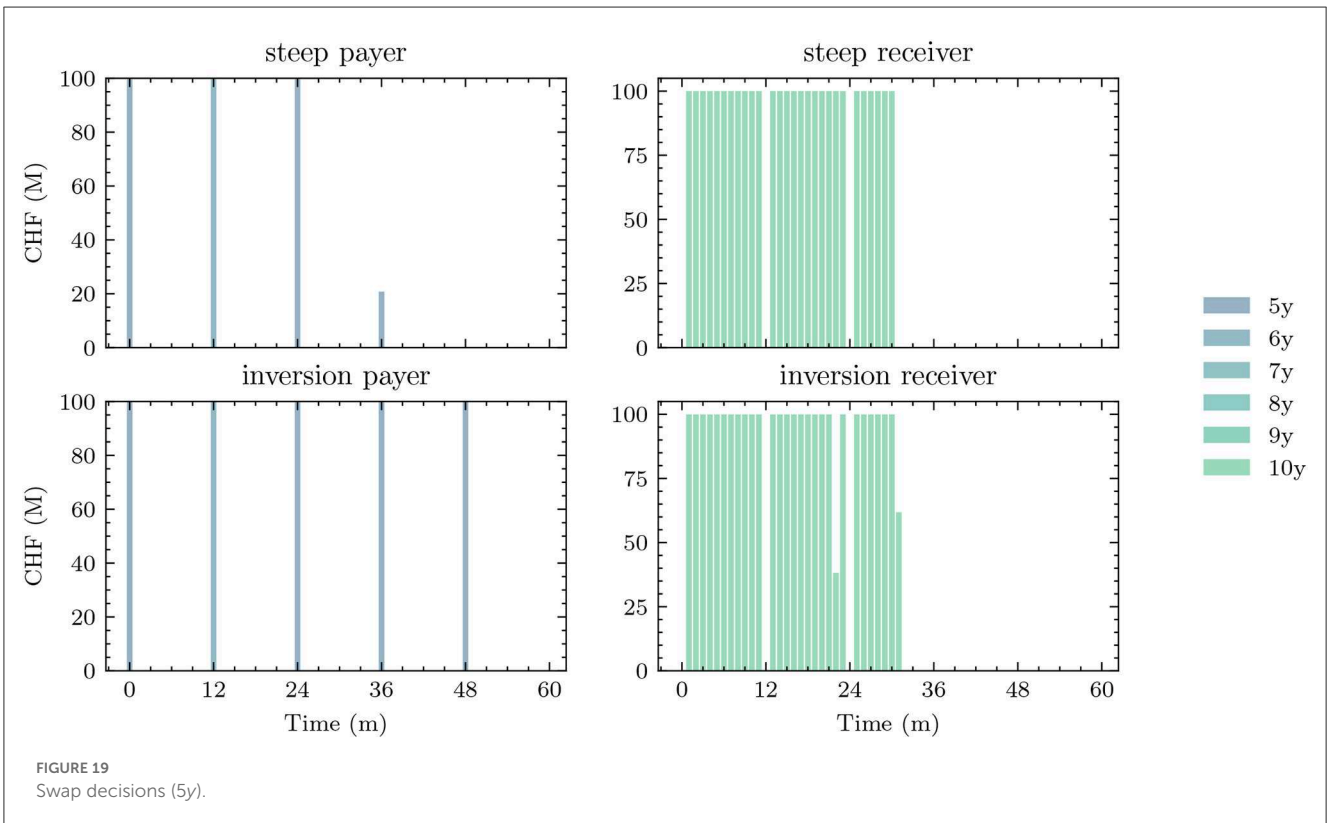 steep payer
steep receiver
CHF (M)
100
80
60
40
20
0
100
75
50
25
0
inversion payer
inversion receiver
CHF (M)
100
80
60
40
20
0
0
12
24
36
48
60
Time (m)
100
75
50
25
0
0
12
24
36
48
60
Time (m)
5y
6y
7y
8y
9y
10y
FIGURE 19
Swap decisions (5y).